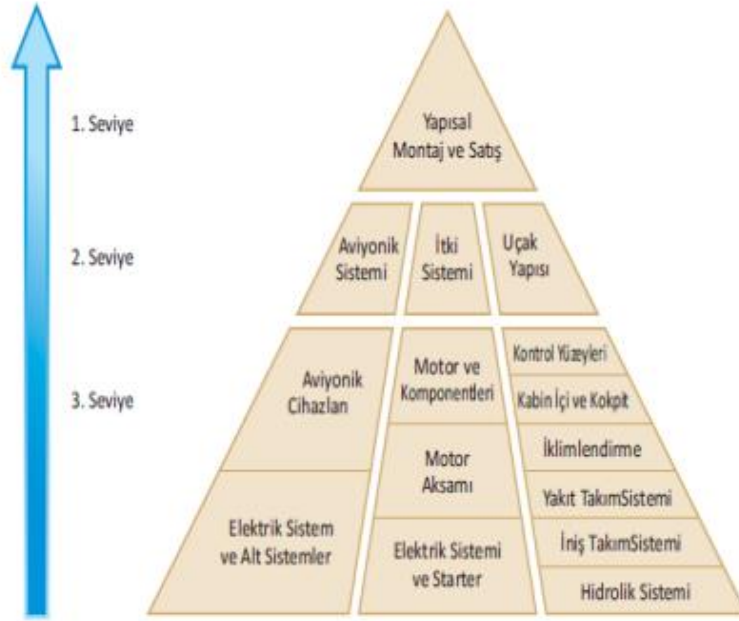 1. Seviye
Yapısal
Montaj ve Satış
2. Seviye
Aviyonik
Sistemi
İtki
Sistemi
Uçak
Yapısı
3. Seviye
Aviyonik
Cihazları
Elektrik Sistem
ve Alt Sistemler
Motor ve
Komponentleri
Motor
Aksamı
Elektrik Sistemi
ve Starter
Kontrol Yüzeyleri
Kabin İçi ve Kokpit
İklimlendirme
Yakıt TakımSistemi
İniş TakımSistemi
Hidrolik Sistemi